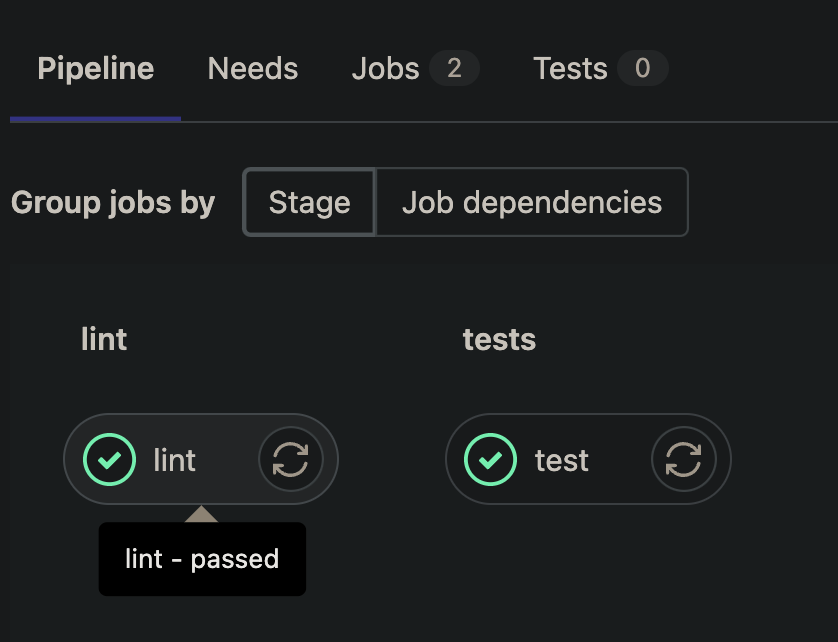 Pipeline Needs Jobs 2 Tests 0
Group jobs by Stage Job dependencies
lint tests
lint test
lint - passed